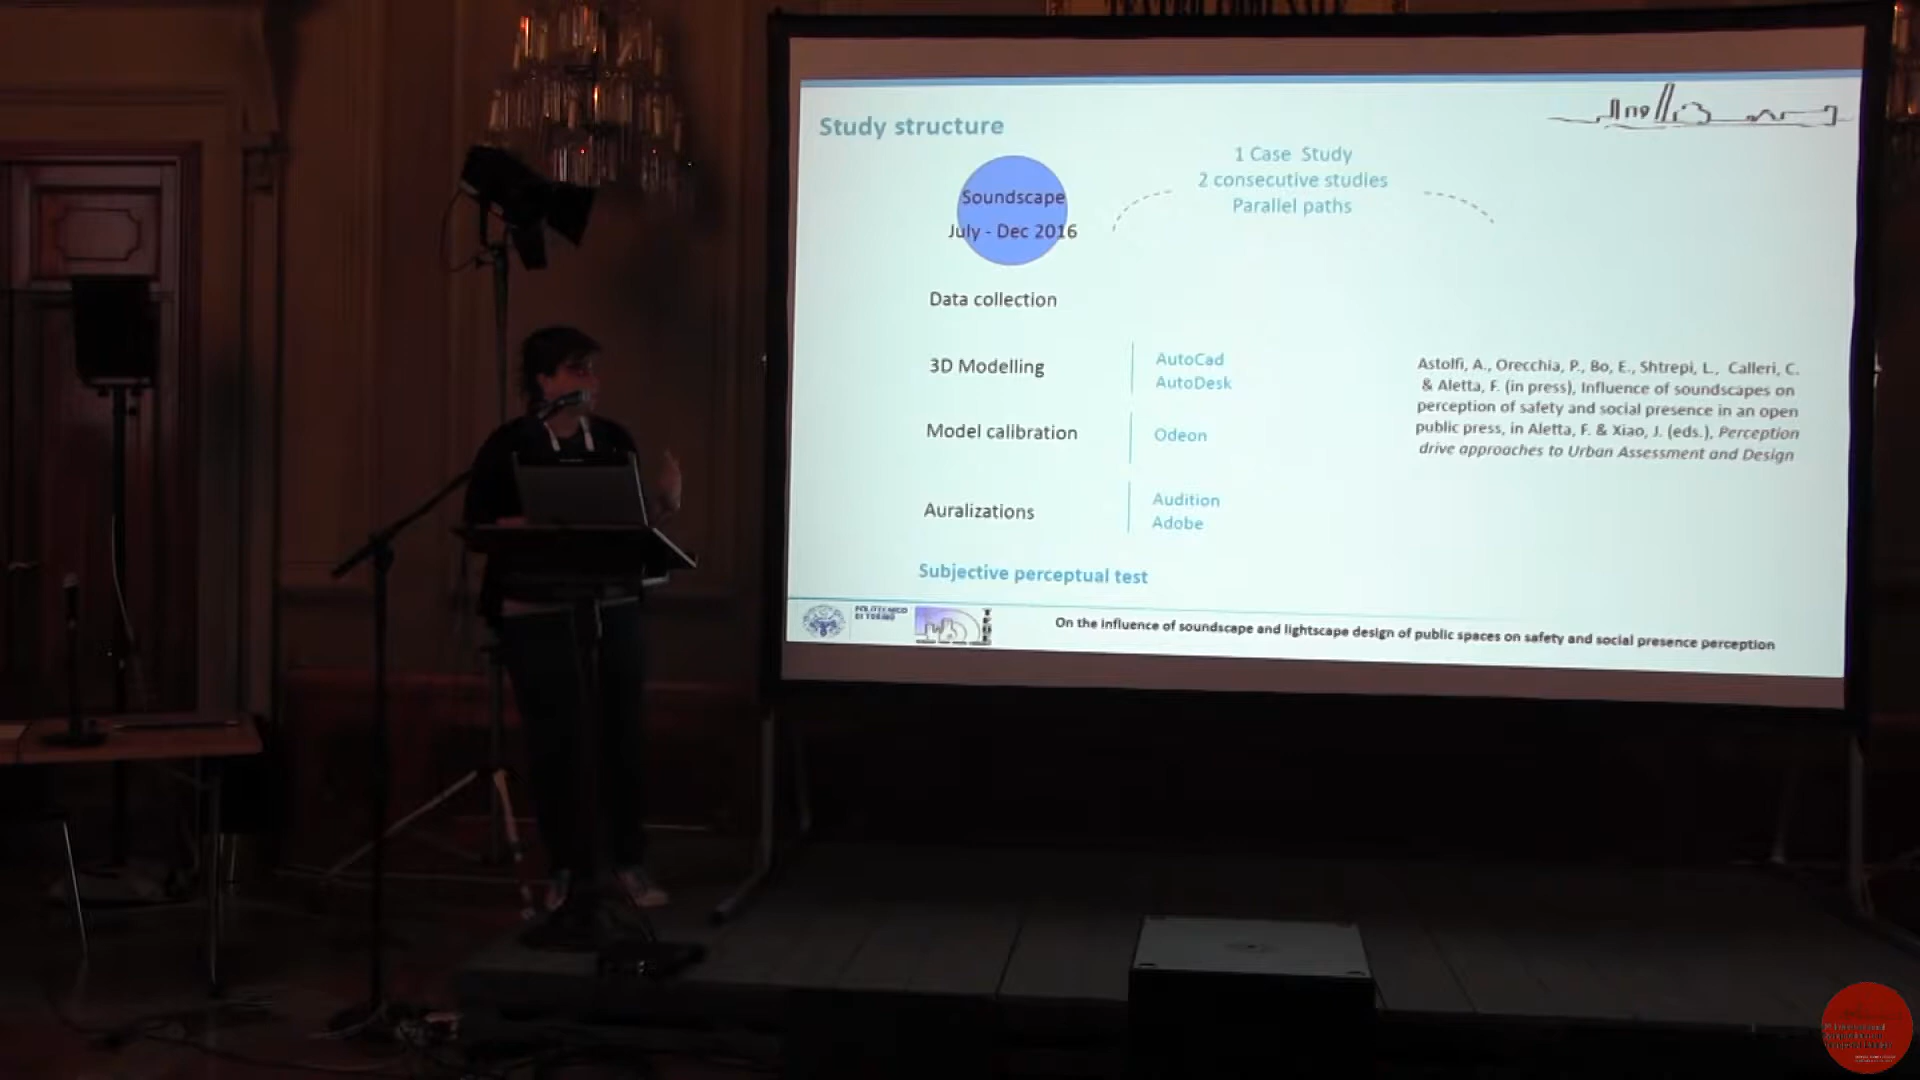 Study structure
1 Case Study
2 consecutive studies
Parallel paths
Soundscape
July - Dec 2016
Data collection
3D Modelling
AutoCad
AutoDesk
Model calibration
Odeon
Auralizations
Audition
Adobe
Subjective perceptual test
Astolfi, A., Orecchia, P., Bo, E., Shtrepi, L., Calleri, C.
& Aletta, F. (in press), Influence of soundscapes on
perception of safety and social presence in an open
public press, in Aletta, F. & Xiao, J. (eds.), Perception
drive approaches to Urban Assessment and Design
POLITECNICO
DI TORINO
On the influence of soundscape and lightscape design of public spaces on safety and social presence perception